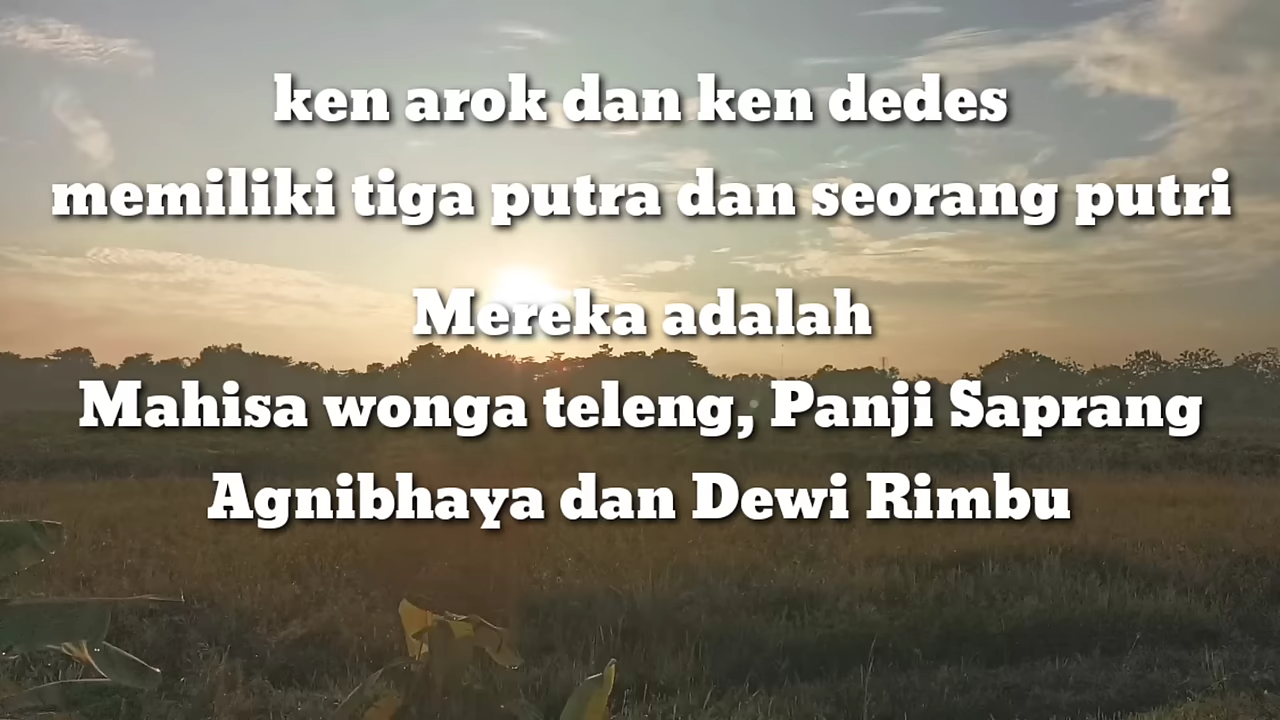 ken arok dan ken dedes
memiliki tiga putra dan seorang putri
Mereka adalah
Mahisa wonga teleng, Panji Saprang
Agnibhaya dan Dewi Rimbu